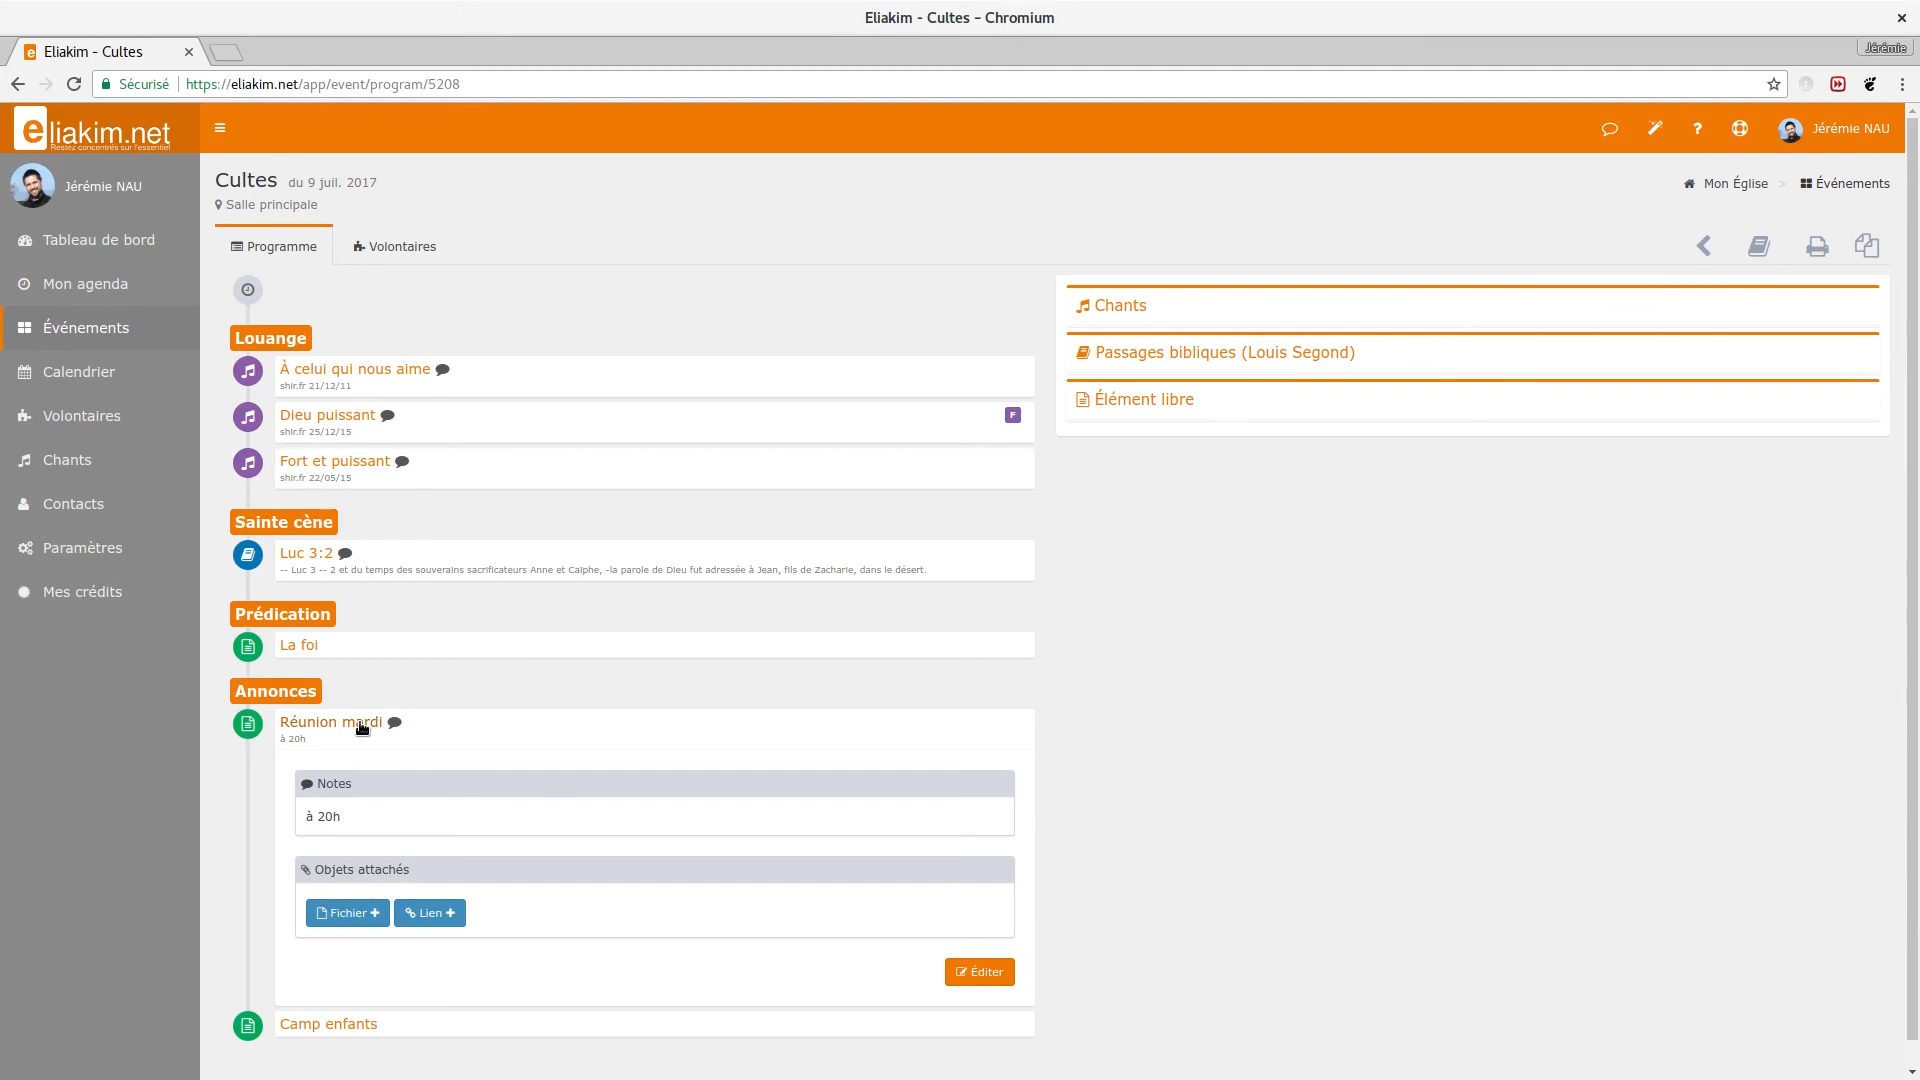 Eliakim - Cultes – Chromium
Eliakim - Cultes
Jérémie
Sécurisé https://eliakim.net/app/event/program/5208
eliakim.net
Restez concentrés sur l'essentiel
Jérémie NAU
Jérémie NAU
Tableau de bord
Mon agenda
Événements
Calendrier
Volontaires
Chants
Contacts
Paramètres
Mes crédits
Cultes du 9 juil. 2017
Salle principale
Mon Église > Événements
Programme Volontaires
Louange
À celui qui nous aime
shir.fr 21/12/11
Dieu puissant
F
shir.fr 25/12/15
Fort et puissant
shir.fr 22/05/15
Sainte cène
Luc 3:2
-- Luc 3 -- 2 et du temps des souverains sacrificateurs Anne et Caïphe, -la parole de Dieu fut adressée à Jean, fils de Zacharie, dans le désert.
Prédication
La foi
Annonces
Réunion mardi
à 20h
Notes
à 20h
Objets attachés
Fichier Lien
Éditer
Camp enfants
Chants
Passages bibliques (Louis Segond)
Élément libre